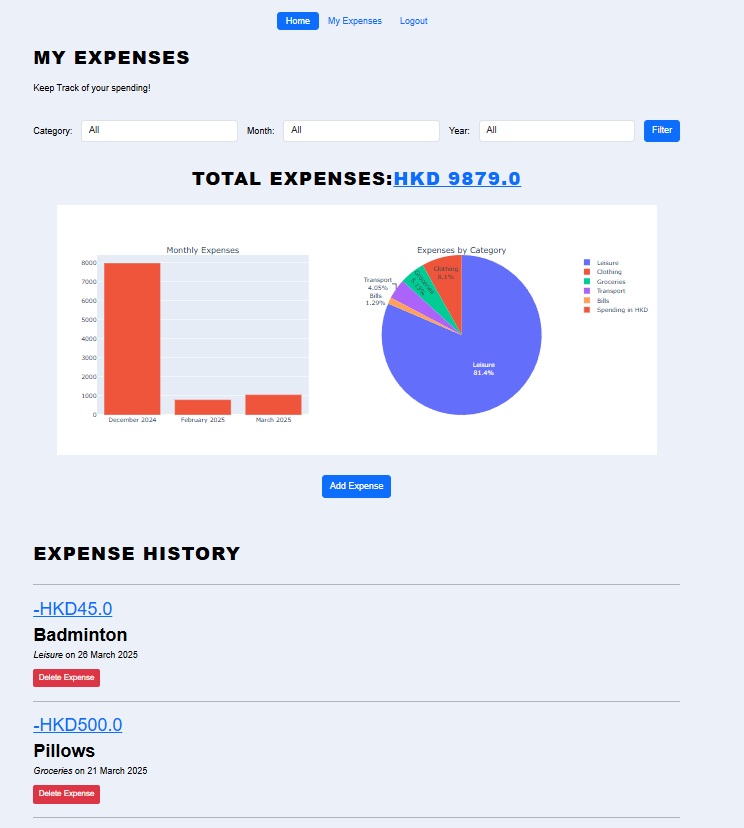 Home My Expenses Logout
MY EXPENSES
Keep Track of your spending!
Category: All Month: All Year: All Filter
TOTAL EXPENSES:HKD 9879.0
Monthly Expenses
8000
7000
6000
5000
4000
3000
2000
1000
0
December 2024 February 2025 March 2025
Expenses by Category
Clothing
8.1%
Groceries
Transport
4.05%
Bills
1.29%
Leisure
81.4%
Leisure
Clothing
Groceries
Transport
Bills
Spending in HKD
Add Expense
EXPENSE HISTORY
-HKD45.0
Badminton
Leisure on 26 March 2025
Delete Expense
-HKD500.0
Pillows
Groceries on 21 March 2025
Delete Expense